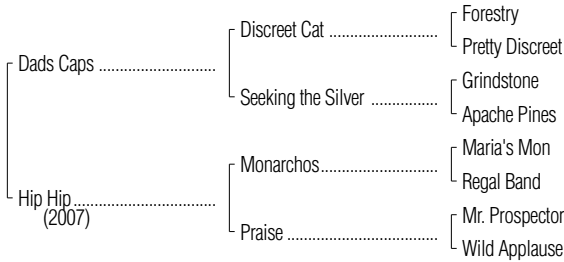 Forestry
Discreet Cat ..........................
Pretty Discreet
Dads Caps ............................
Grindstone
Seeking the Silver ................
Apache Pines
Maria's Mon
Monarchos............................
Regal Band
Hip Hip..................................
(2007)
Mr. Prospector
Praise ....................................
Wild Applause